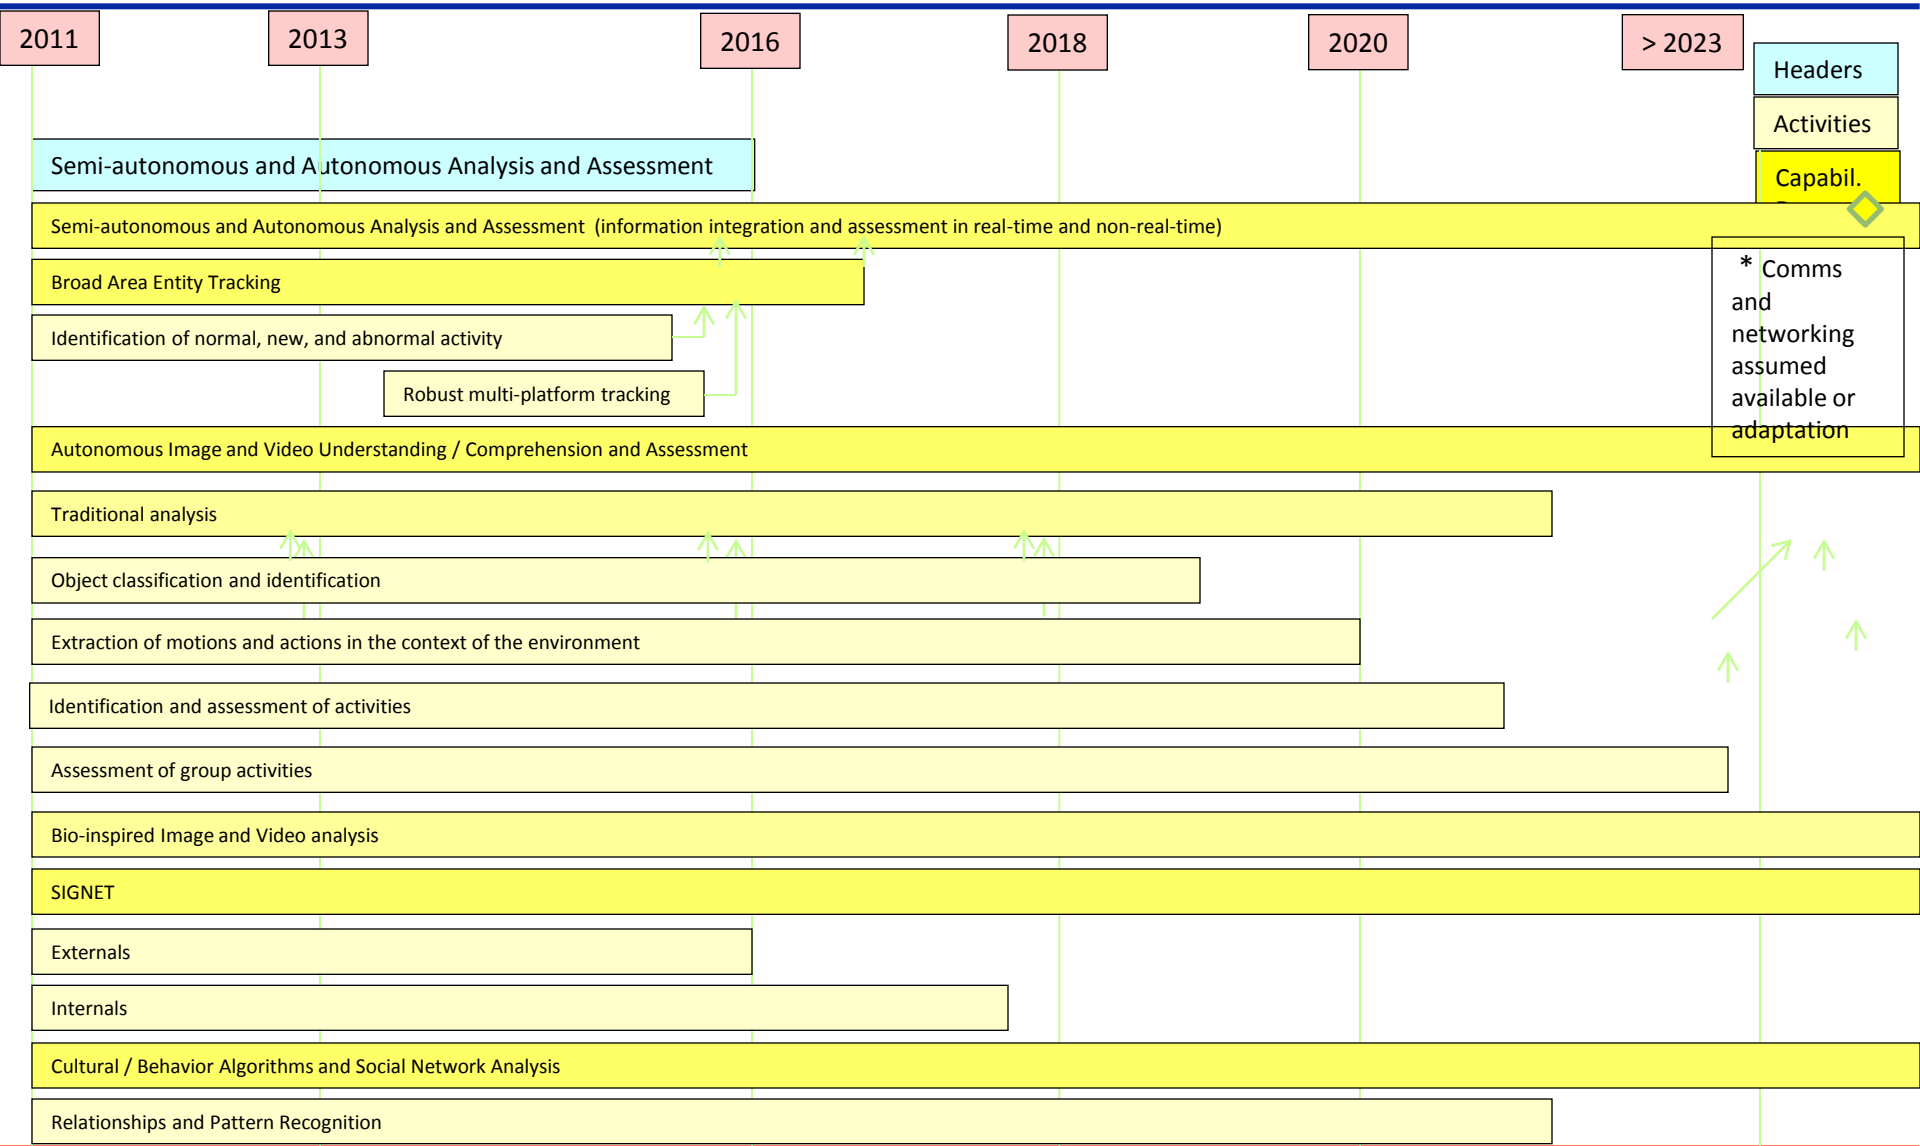 2011
2013
2016
2018
2020
> 2023
Headers
Activities
Capabil.
Semi-autonomous and Autonomous Analysis and Assessment
Semi-autonomous and Autonomous Analysis and Assessment (information integration and assessment in real-time and non-real-time)
* Comms
and
networking
assumed
available or
adaptation
Broad Area Entity Tracking
Identification of normal, new, and abnormal activity
Robust multi-platform tracking
Autonomous Image and Video Understanding / Comprehension and Assessment
Traditional analysis
Object classification and identification
Extraction of motions and actions in the context of the environment
Identification and assessment of activities
Assessment of group activities
Bio-inspired Image and Video analysis
SIGNET
Externals
Internals
Cultural / Behavior Algorithms and Social Network Analysis
Relationships and Pattern Recognition